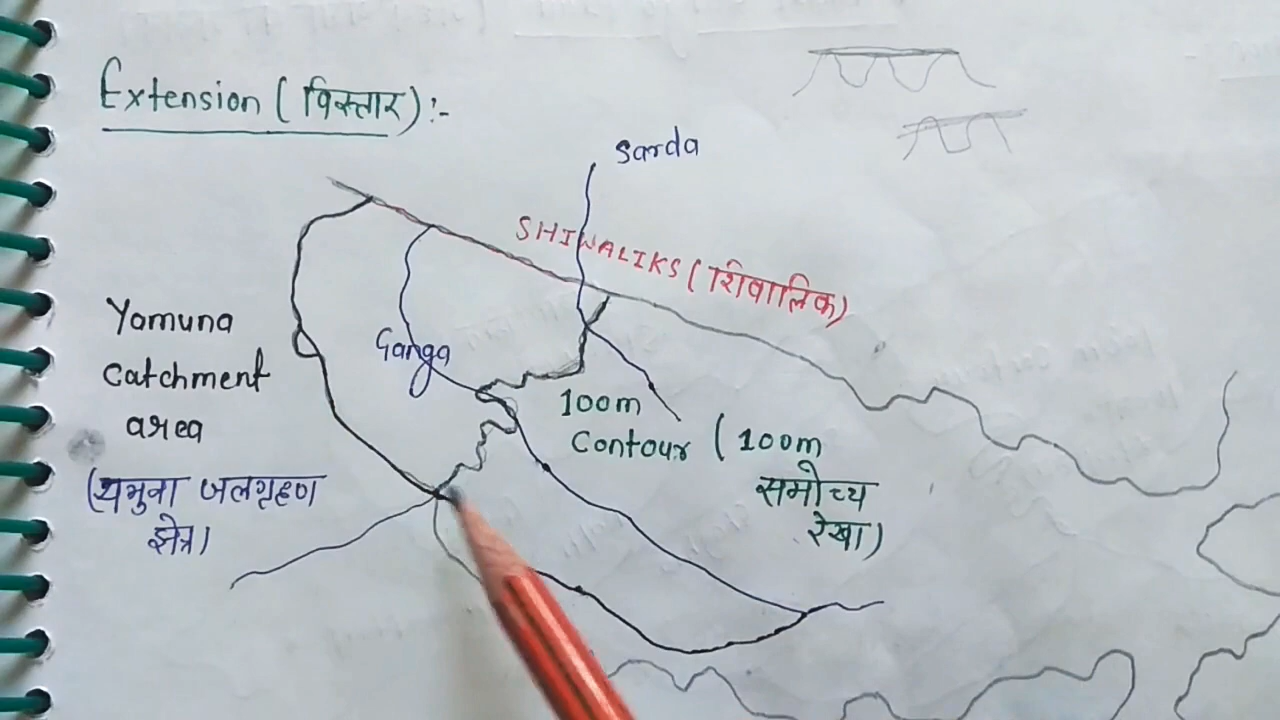 Extension (विस्तार) :-
Sarda
SHIWALIKS (शिवालिक)
Yamuna
Catchment
area
(यमुना जलग्रहण
क्षेत्र)
Ganga
100m
Contour (100m
समोच्य
रेखा)